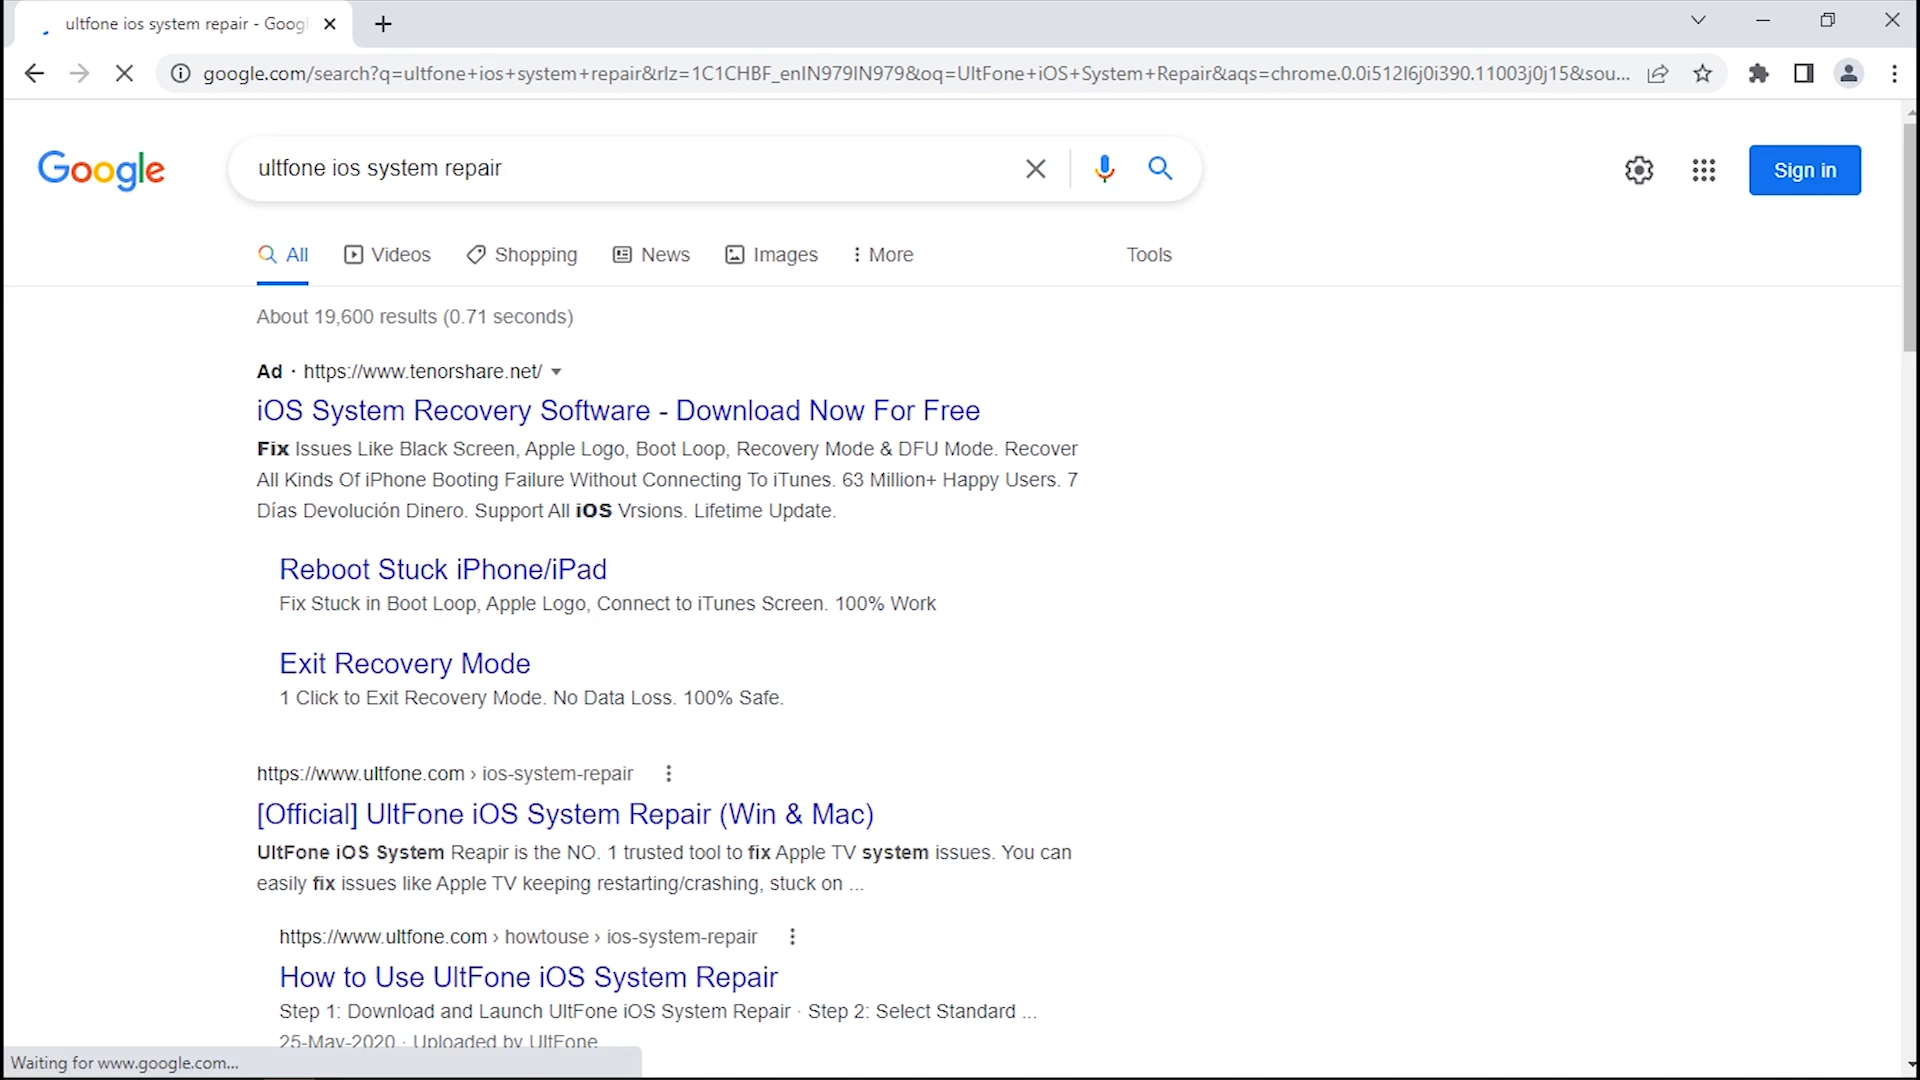 ultfone ios system repair - Goog
google.com/search?q=ultfone+ios+system+repair&rlz=1C1CHBF_enIN979IN979&oq=UltFone+iOS+System+Repair&aqs=chrome.0.0i512l6j0i390.11003j0j15&sou...
Google
ultfone ios system repair
Sign in
All Videos Shopping News Images More Tools
About 19,600 results (0.71 seconds)
Ad · https://www.tenorshare.net/
iOS System Recovery Software - Download Now For Free
Fix Issues Like Black Screen, Apple Logo, Boot Loop, Recovery Mode & DFU Mode. Recover
All Kinds Of iPhone Booting Failure Without Connecting To iTunes. 63 Million+ Happy Users. 7
Días Devolución Dinero. Support All iOS Vrsions. Lifetime Update.
Reboot Stuck iPhone/iPad
Fix Stuck in Boot Loop, Apple Logo, Connect to iTunes Screen. 100% Work
Exit Recovery Mode
1 Click to Exit Recovery Mode. No Data Loss. 100% Safe.
https://www.ultfone.com › ios-system-repair
[Official] UltFone iOS System Repair (Win & Mac)
UltFone iOS System Reapir is the NO. 1 trusted tool to fix Apple TV system issues. You can
easily fix issues like Apple TV keeping restarting/crashing, stuck on ...
https://www.ultfone.com › howtouse › ios-system-repair
How to Use UltFone iOS System Repair
Step 1: Download and Launch UltFone iOS System Repair · Step 2: Select Standard ...
25-May-2020 · Uploaded by UltFone
Waiting for www.google.com...